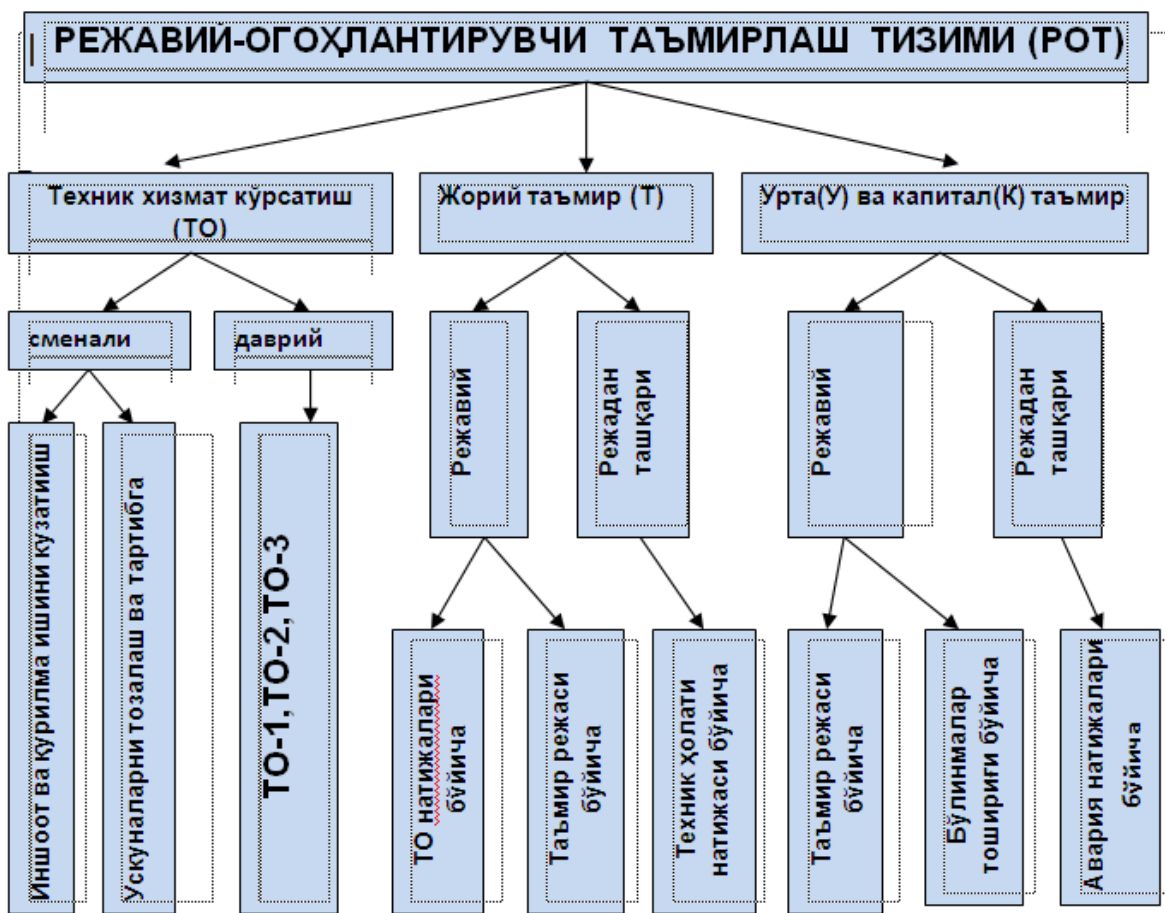 РЕЖАВИЙ-ОГОҲЛАНТИРУВЧИ ТАЪМИРЛАШ ТИЗИМИ (РОТ)
Техник хизмат кўрсатиш
(ТО)
Жорий таъмир (Т)
Урта(У) ва капитал(К) таъмир
сменали
даврий
Режавий
Режадан
ташқари
Режавий
Режадан
ташқари
Иншоот ва қурилма ишини кузатииш
Ускуналарни тозалаш ва тартибга
ТО-1,ТО-2,ТО-3
ТО натижалари
бўйича
Таъмир режаси
бўйича
Техник ҳолати
натижаси бўйича
Таъмир режаси
бўйича
Бўлинмалар
тошириғи бўйича
Авария натижалари
бўйича